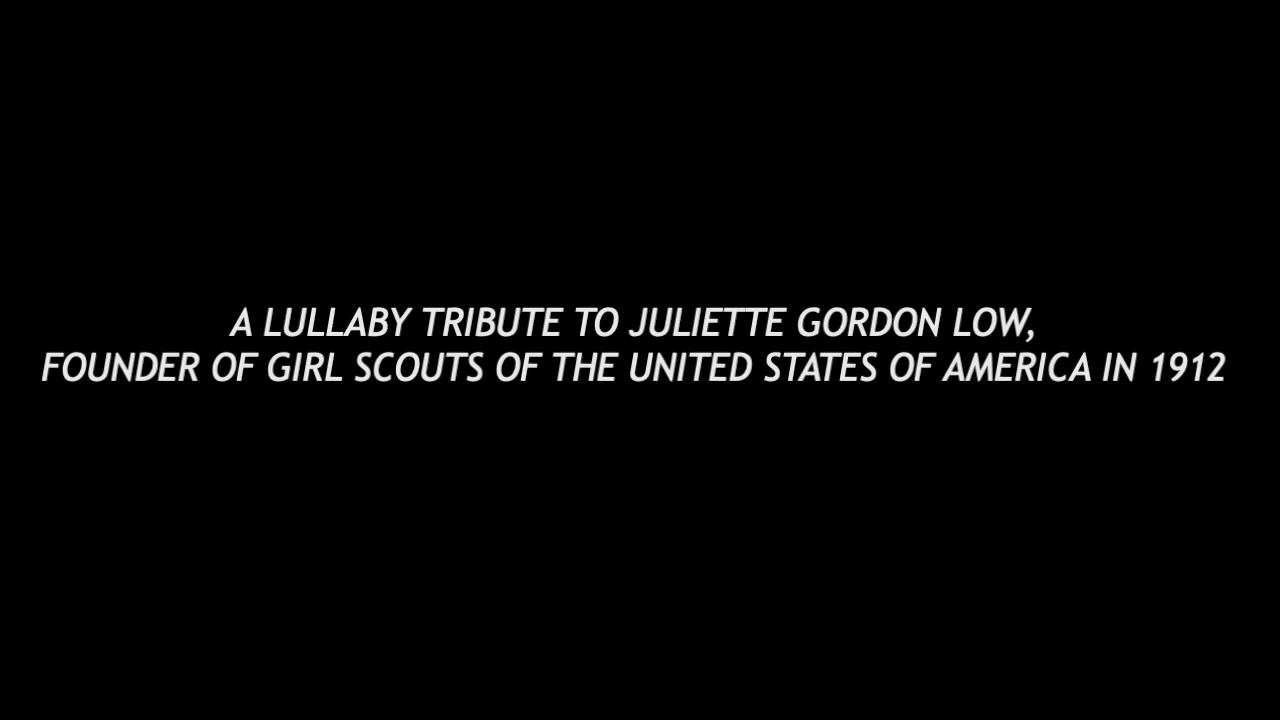 A LULLABY TRIBUTE TO JULIETTE GORDON LOW,
FOUNDER OF GIRL SCOUTS OF THE UNITED STATES OF AMERICA IN 1912